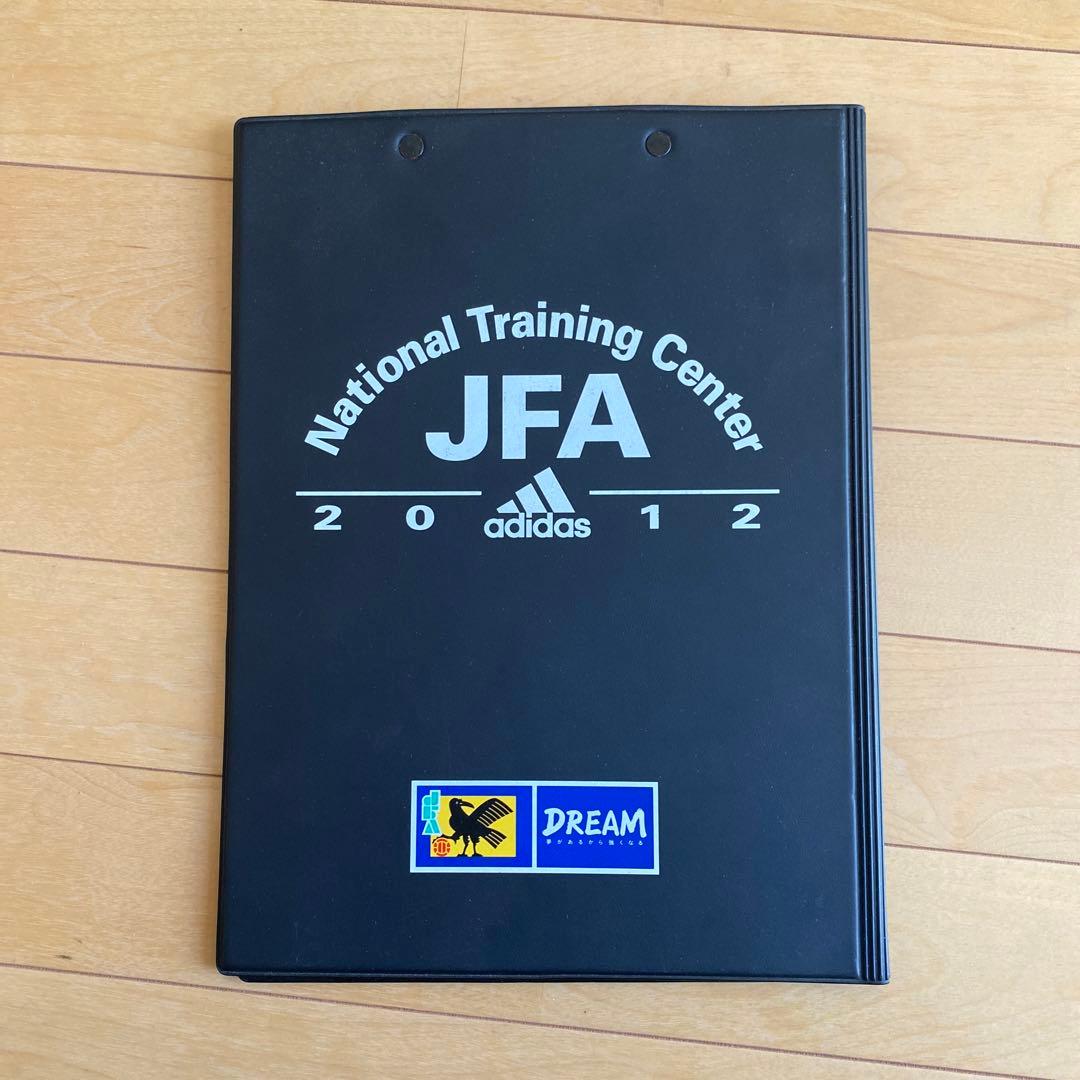 National Training Center
JFA
2 0 1 2
adidas
JFA
DREAM
夢があるから強くなる